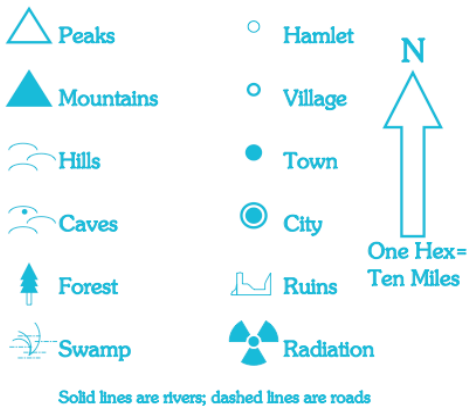 Peaks
Hamlet
N
Mountains
Village
Hills
Town
Caves
City
One Hex=
Ten Miles
Forest
Ruins
Swamp
Radiation
Solid lines are rivers; dashed lines are roads